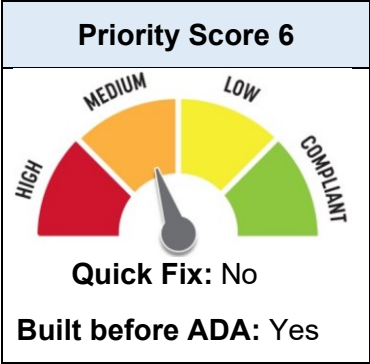 Priority Score 6
HIGH
MEDIUM
LOW
COMPLIANT
Quick Fix: No
Built before ADA: Yes